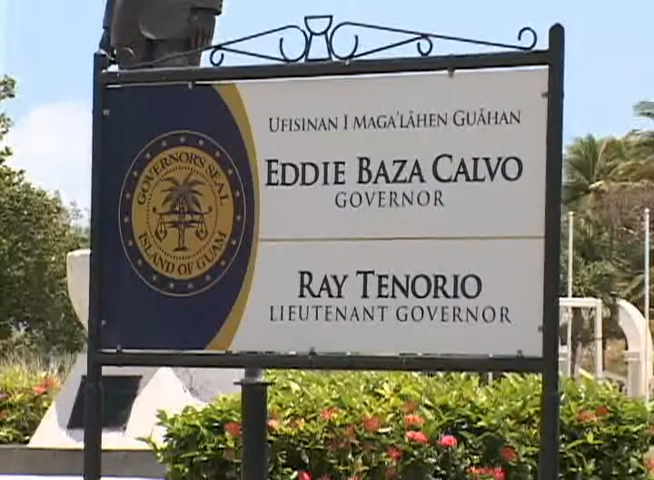 UFISINAN I MAGA'LÅHEN GUÅHAN
EDDIE BAZA CALVO
GOVERNOR
RAY TENORIO
LIEUTENANT GOVERNOR
GOVERNOR'S SEAL
ISLAND OF GUAM